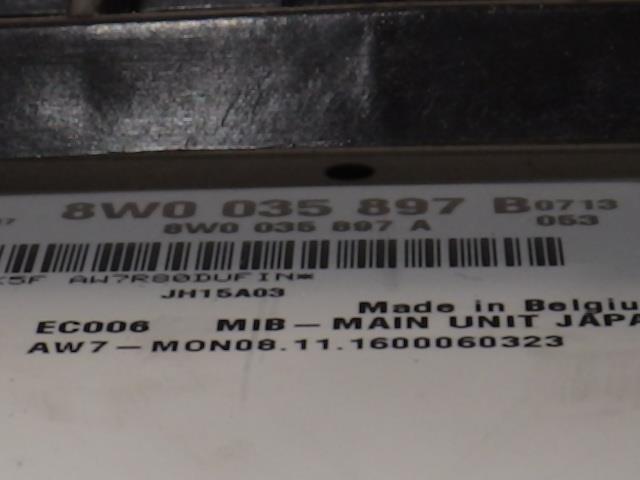 8W0 035 897 B 0713
8W0 035 897 A 053
AW7R80DUFIN*
JH15A03
Made in Belgiu
EC006 MIB-MAIN UNIT JAPA
AW7-MON08.11.1600060323